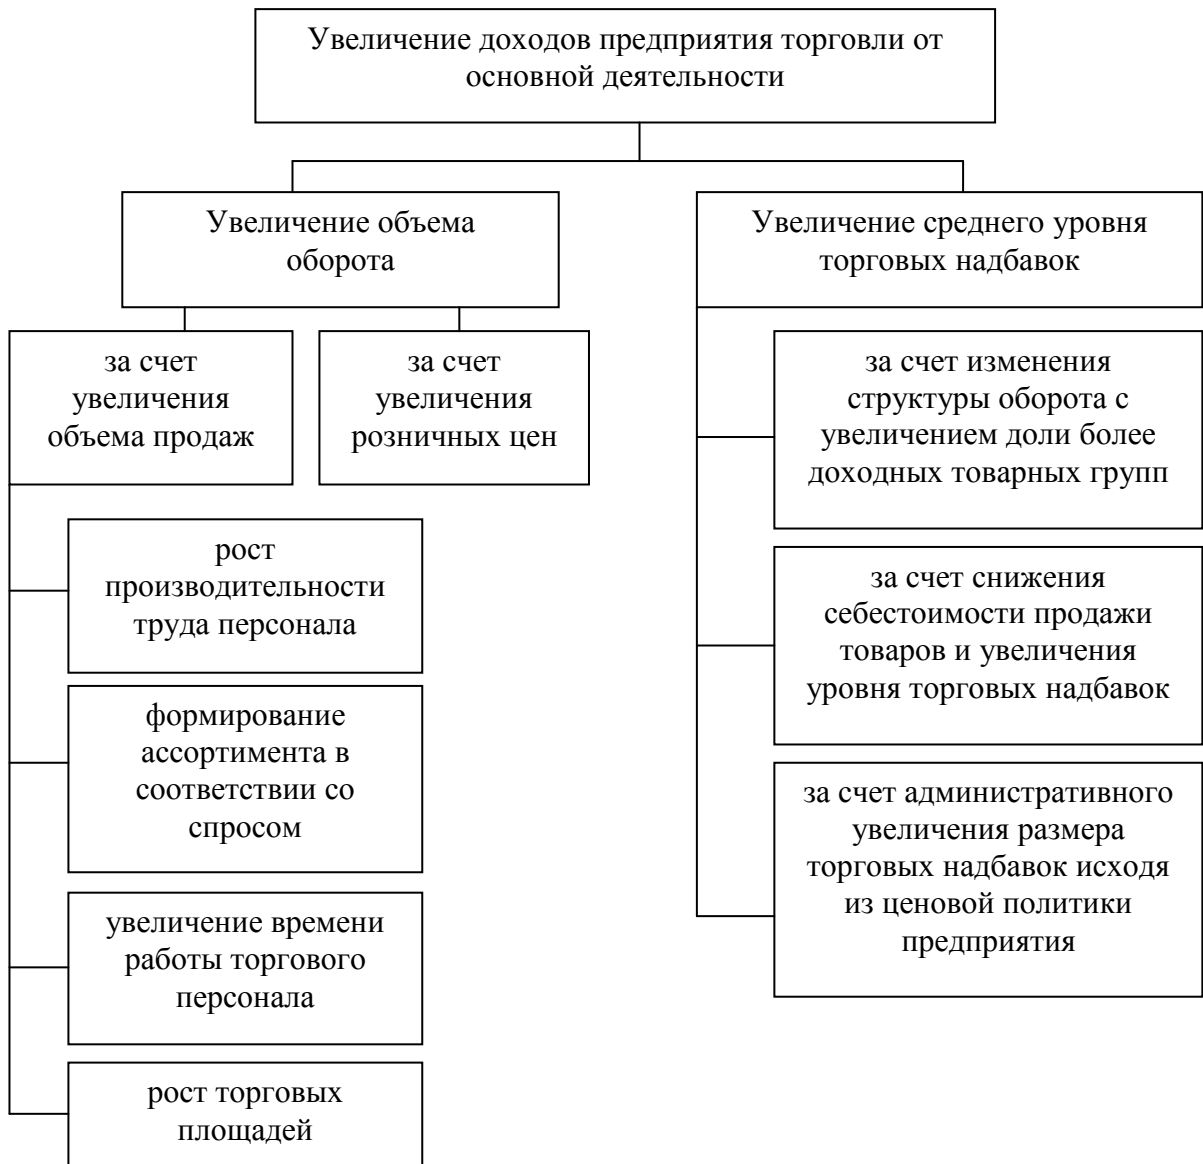 Увеличение доходов предприятия торговли от
основной деятельности
Увеличение объема
оборота
Увеличение среднего уровня
торговых надбавок
за счет
увеличения
объема продаж
за счет
увеличения
розничных цен
рост
производительности
труда персонала
формирование
ассортимента в
соответствии со
спросом
увеличение времени
работы торгового
персонала
рост торговых
площадей
за счет изменения
структуры оборота с
увеличением доли более
доходных товарных групп
за счет снижения
себестоимости продажи
товаров и увеличения
уровня торговых надбавок
за счет административного
увеличения размера
торговых надбавок исходя
из ценовой политики
предприятия